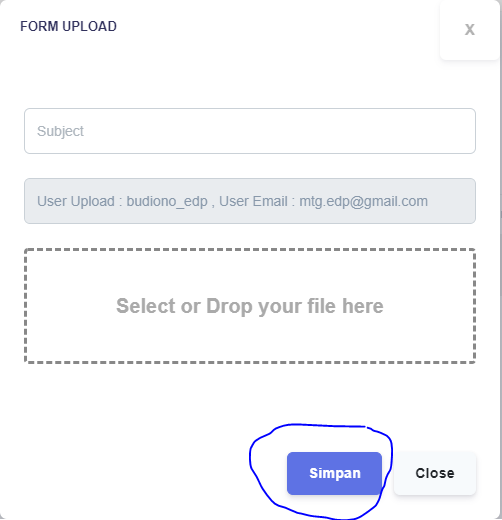 FORM UPLOAD
X
Subject
User Upload : budiono_edp , User Email : mtg.edp@gmail.com
Select or Drop your file here
Simpan
Close